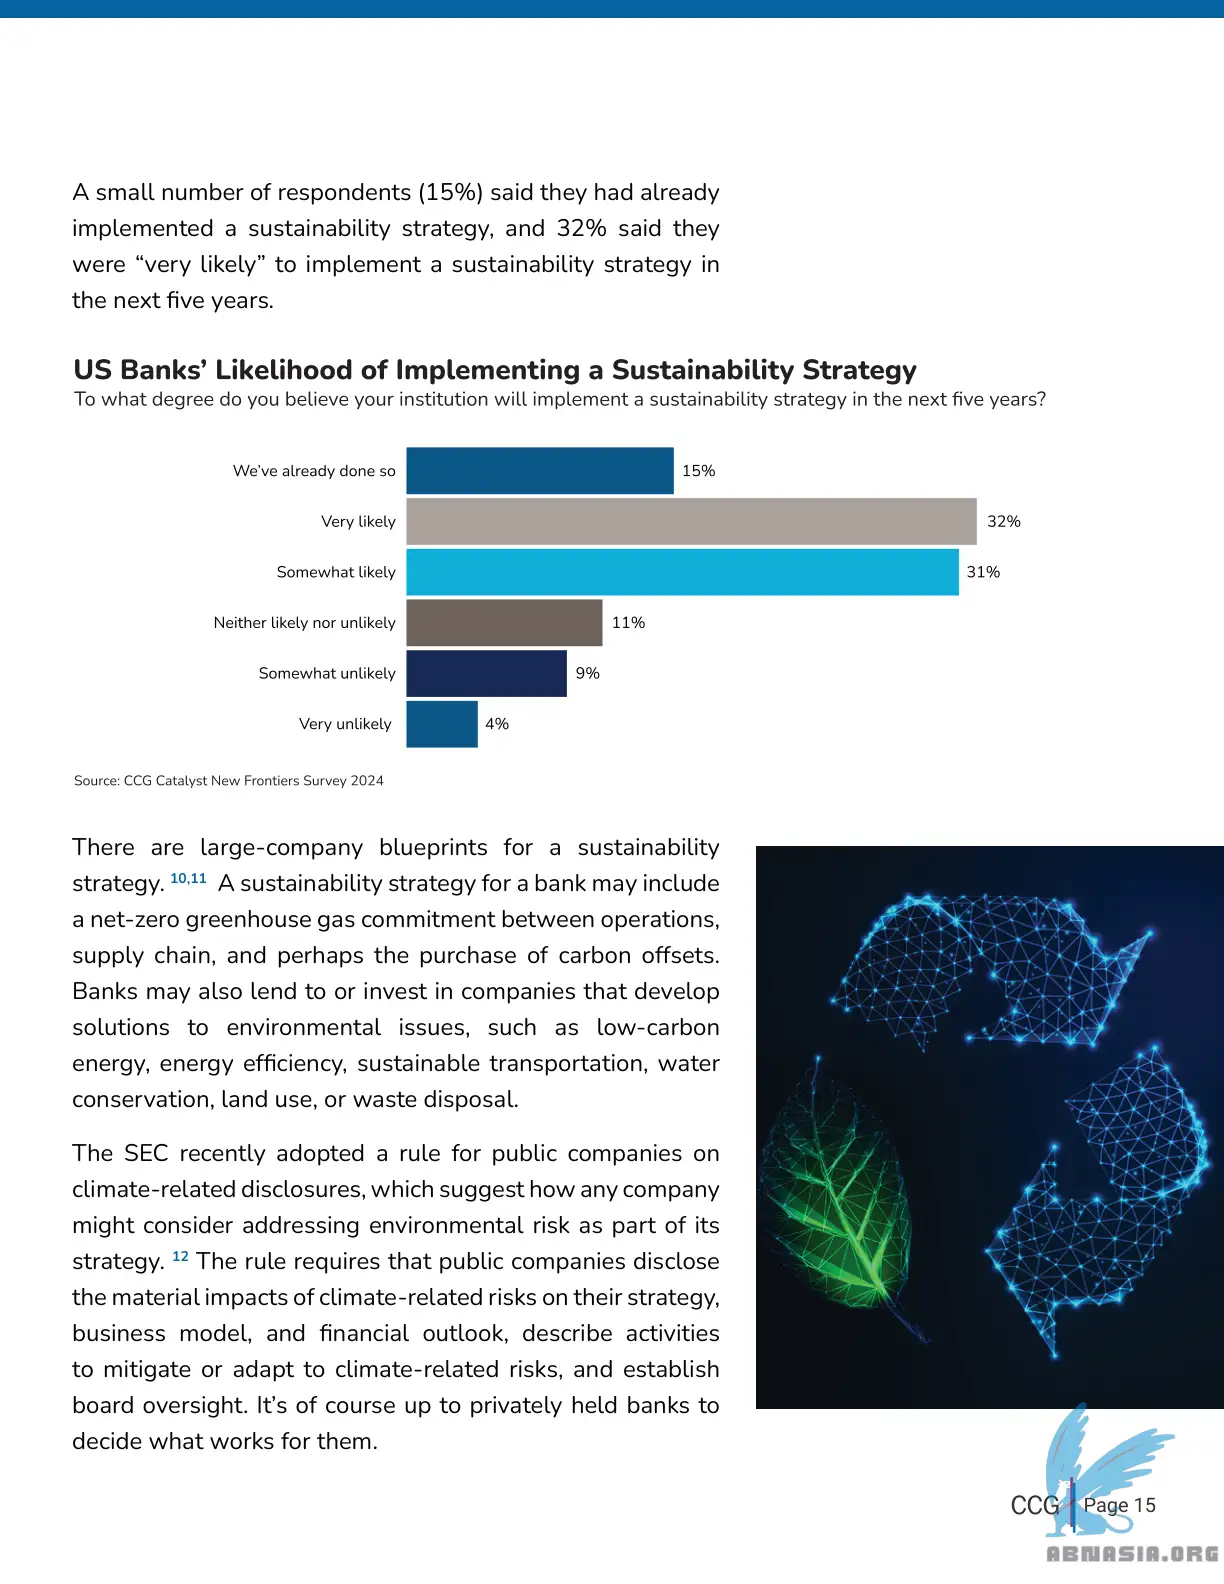 A small number of respondents (15%) said they had already
implemented a sustainability strategy, and 32% said they
were “very likely” to implement a sustainability strategy in
the next five years.
US Banks’ Likelihood of Implementing a Sustainability Strategy
To what degree do you believe your institution will implement a sustainability strategy in the next five years?
We’ve already done so 15%
Very likely 32%
Somewhat likely 31%
Neither likely nor unlikely 11%
Somewhat unlikely 9%
Very unlikely 4%
Source: CCG Catalyst New Frontiers Survey 2024
There are large-company blueprints for a sustainability
strategy. 10,11 A sustainability strategy for a bank may include
a net-zero greenhouse gas commitment between operations,
supply chain, and perhaps the purchase of carbon offsets.
Banks may also lend to or invest in companies that develop
solutions to environmental issues, such as low-carbon
energy, energy efficiency, sustainable transportation, water
conservation, land use, or waste disposal.
The SEC recently adopted a rule for public companies on
climate-related disclosures, which suggest how any company
might consider addressing environmental risk as part of its
strategy. 12 The rule requires that public companies disclose
the material impacts of climate-related risks on their strategy,
business model, and financial outlook, describe activities
to mitigate or adapt to climate-related risks, and establish
board oversight. It’s of course up to privately held banks to
decide what works for them.
CCG Page 15
ABNASIA.ORG